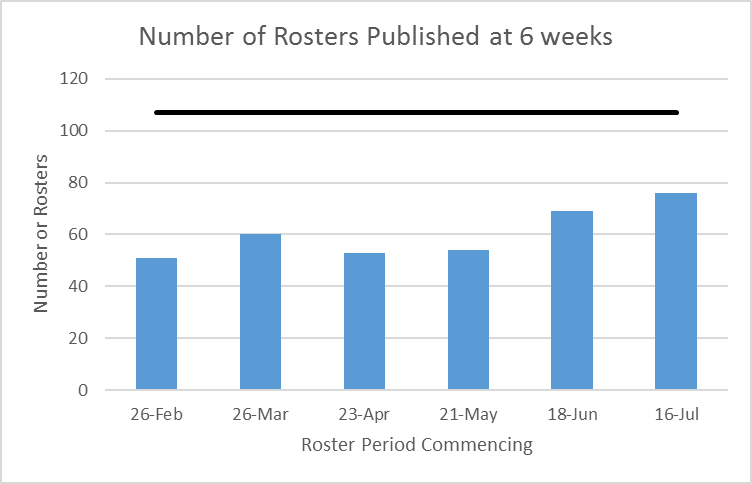 Number of Rosters Published at 6 weeks
120
100
80
60
40
20
0
Number or Rosters
26-Feb 26-Mar 23-Apr 21-May 18-Jun 16-Jul
Roster Period Commencing